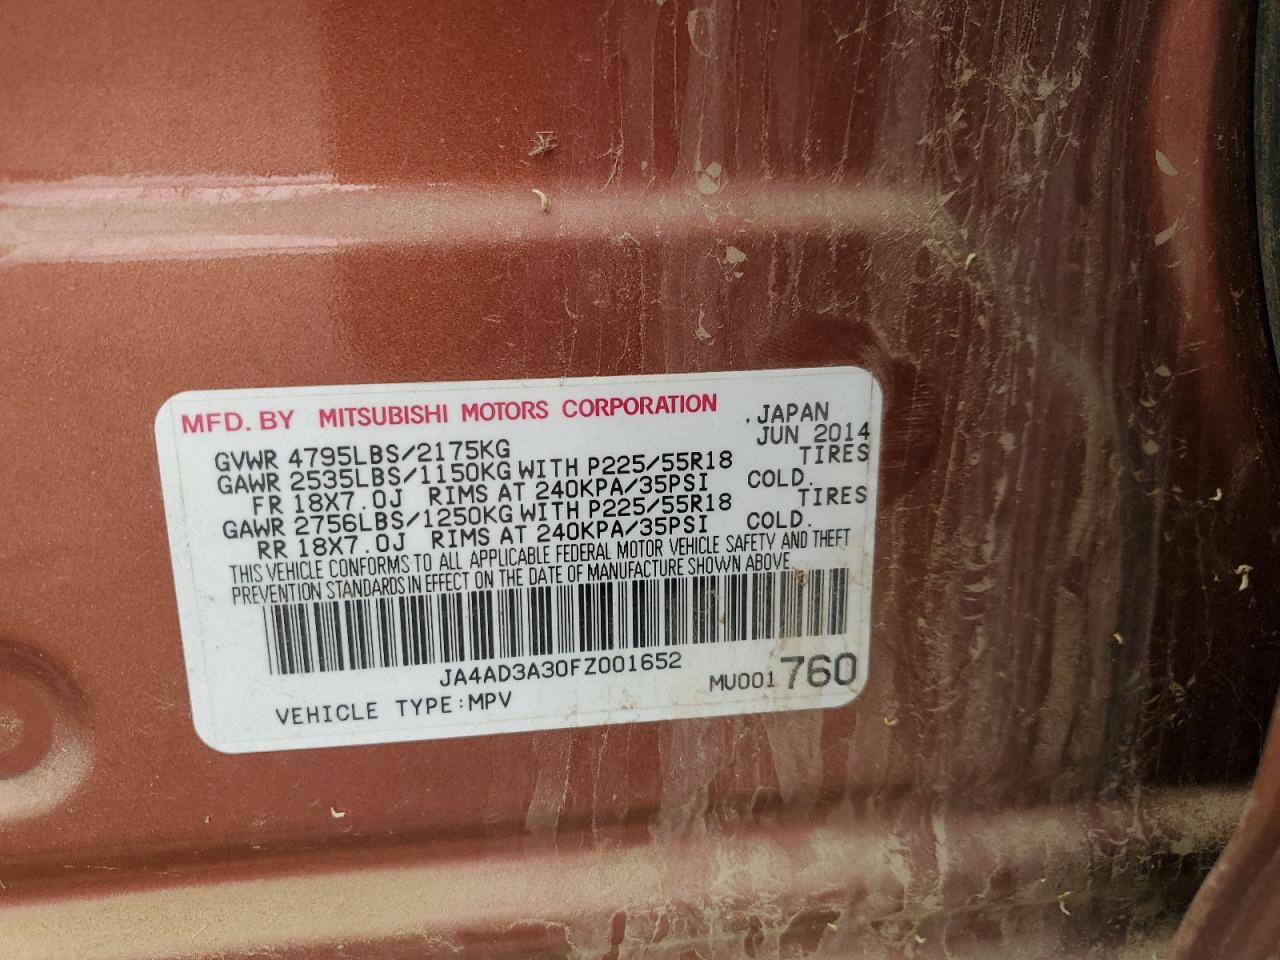 MFD. BY MITSUBISHI MOTORS CORPORATION , JAPAN
GVWR 4795LBS/2175KG JUN 2014
GAWR 2535LBS/1150KG WITH P225/55R18 TIRES
FR 18X7.0J RIMS AT 240KPA/35PSI COLD.
GAWR 2756LBS/1250KG WITH P225/55R18 TIRES
RR 18X7.0J RIMS AT 240KPA/35PSI COLD.
THIS VEHICLE CONFORMS TO ALL APPLICABLE FEDERAL MOTOR VEHICLE SAFETY AND THEFT
PREVENTION STANDARDS IN EFFECT ON THE DATE OF MANUFACTURE SHOWN ABOVE.
JA4AD3A30FZ001652
MV001760
VEHICLE TYPE:MPV